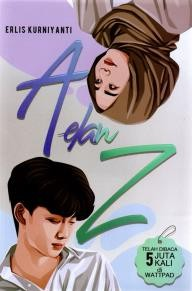 ERLIS KURNIYANTI
A
dan
Z
TELAH DIBACA
5 JUTA
KALI
di
WATTPAD